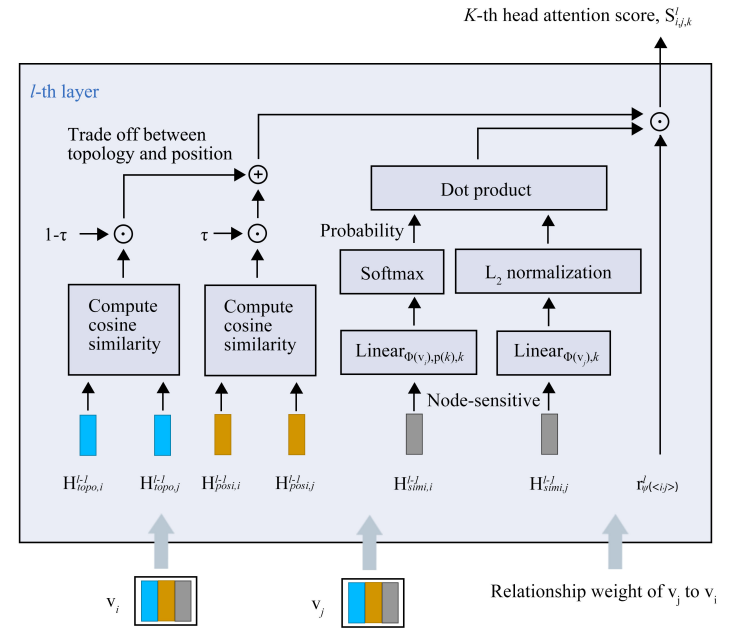 K-th head attention score, S^l_{i,j,k}
l-th layer
Trade off between
topology and position
1-τ
τ
Probability
Dot product
Softmax
L_2 normalization
Compute
cosine
similarity
Compute
cosine
similarity
Linear_{Φ(v_i),p(k),k}
Linear_{Φ(v_j),k}
Node-sensitive
H^{l-1}_{topo,i}
H^{l-1}_{topo,j}
H^{l-1}_{posi,i}
H^{l-1}_{posi,j}
H^{l-1}_{simi,i}
H^{l-1}_{simi,j}
r^l_{ψ(<i·j>)}
v_i
v_j
Relationship weight of v_j to v_i